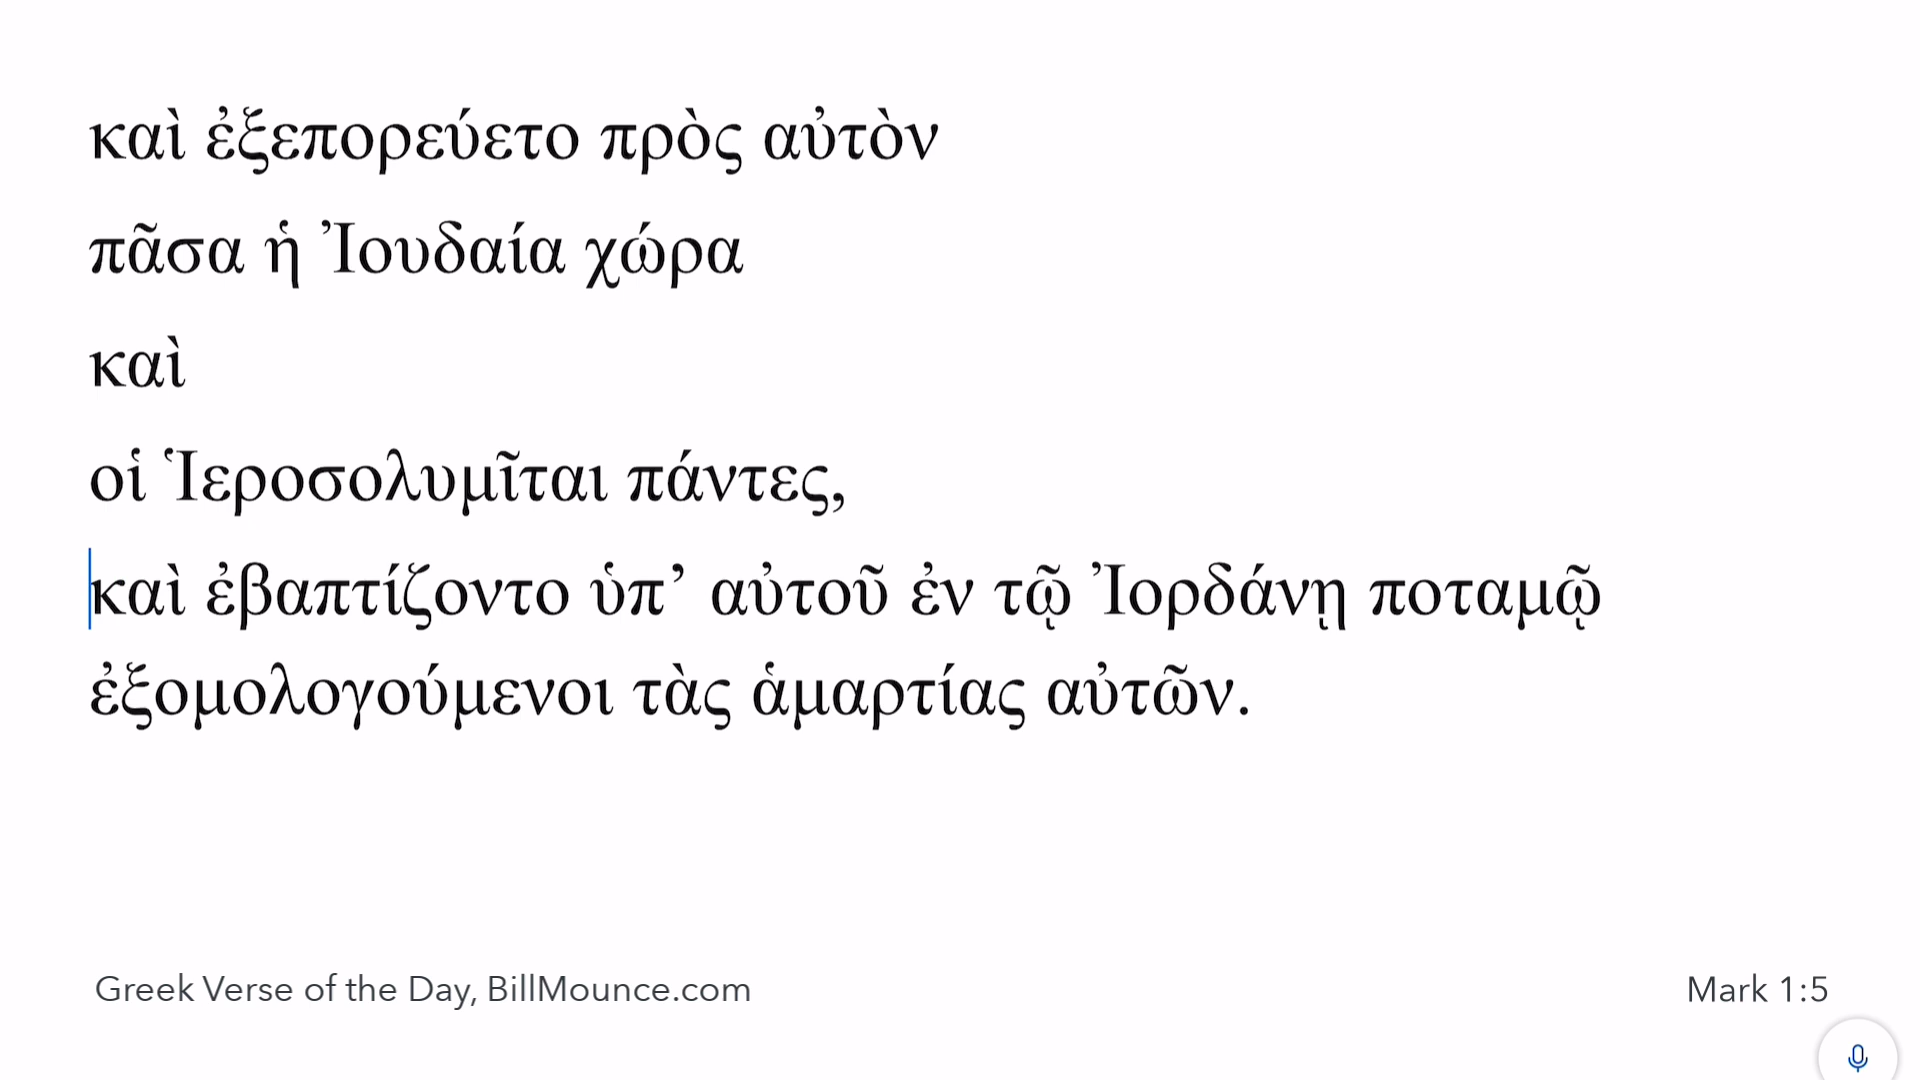 καὶ ἐξεπορεύετο πρὸς αὐτὸν
πᾶσα ἡ Ἰουδαία χώρα
καὶ
οἱ Ἱεροσολυμῖται πάντες,
καὶ ἐβαπτίζοντο ὑπ’ αὐτοῦ ἐν τῷ Ἰορδάνῃ ποταμῷ
ἐξομολογούμενοι τὰς ἁμαρτίας αὐτῶν.
Greek Verse of the Day, BillMounce.com
Mark 1:5